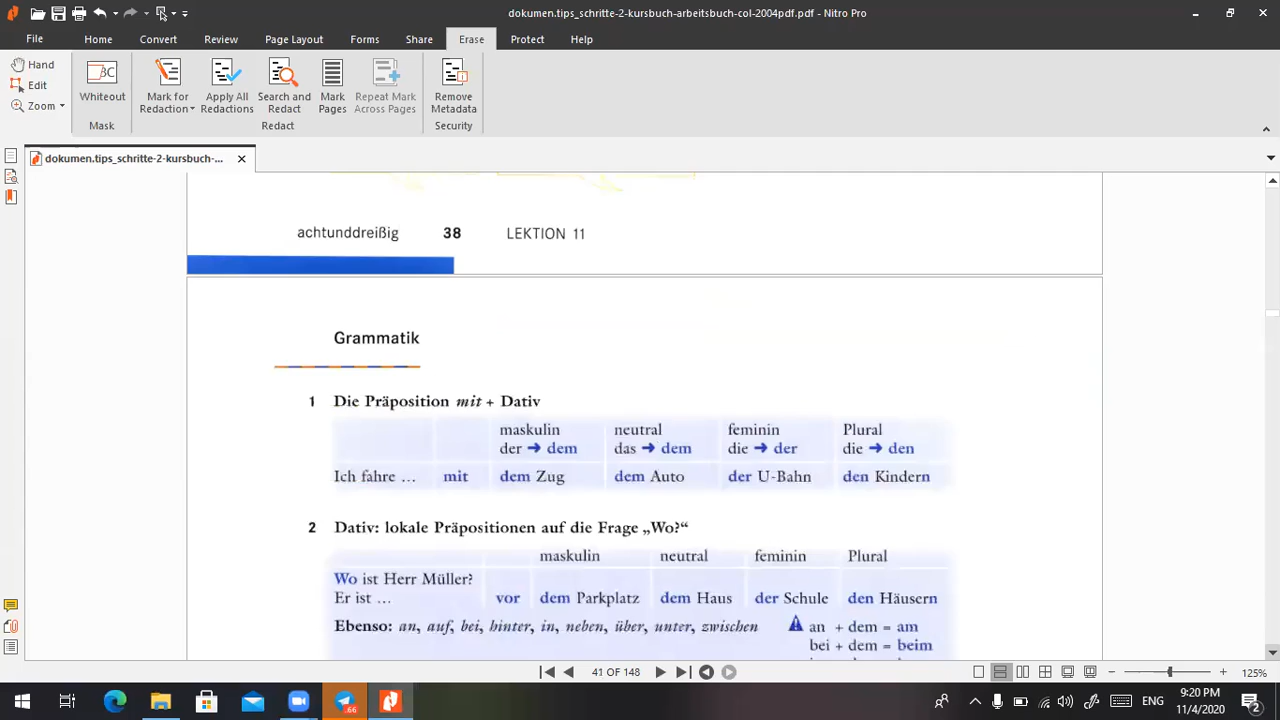 dokumen.tips_schritte-2-kursbuch-arbeitsbuch-col-2004pdf.pdf - Nitro Pro
File Home Convert Review Page Layout Forms Share Erase Protect Help
Hand
Edit
Zoom
Whiteout
Mask
Mark for
Redaction
Apply All
Redactions
Search and
Redact
Mark
Pages
Repeat Mark
Across Pages
Redact
Remove
Metadata
Security
dokumen.tips_schritte-2-kursbuch-...
achtunddreißig 38 LEKTION 11
Grammatik
1 Die Präposition mit + Dativ
maskulin neutral feminin Plural
der → dem das → dem die → der die → den
Ich fahre ... mit dem Zug dem Auto der U-Bahn den Kindern
2 Dativ: lokale Präpositionen auf die Frage „Wo?“
maskulin neutral feminin Plural
Wo ist Herr Müller?
Er ist ... vor dem Parkplatz dem Haus der Schule den Häusern
Ebenso: an, auf, bei, hinter, in, neben, über, unter, zwischen an + dem = am
bei + dem = beim
41 OF 148
125%
66
ENG
9:20 PM
11/4/2020
2